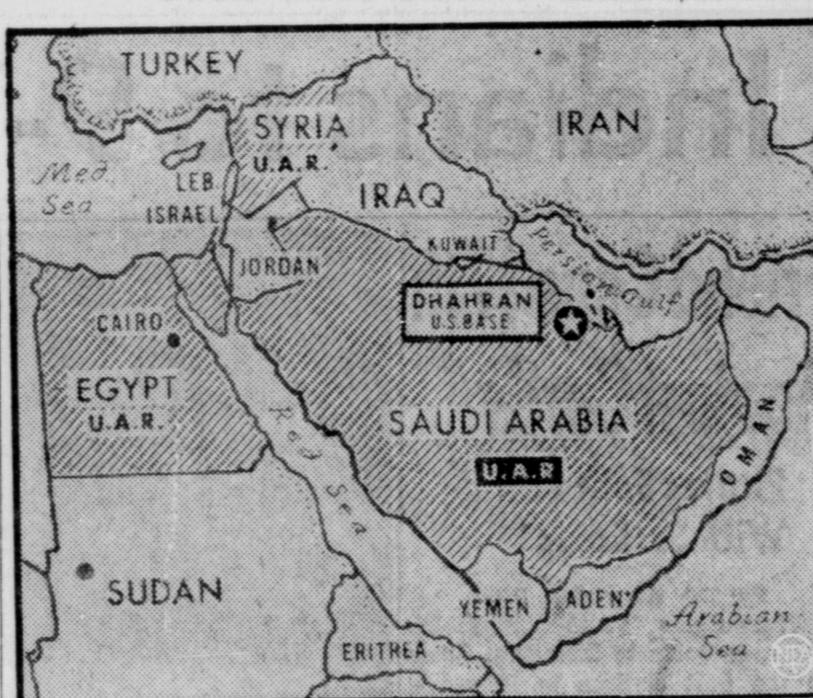 TURKEY
SYRIA
U.A.R.
IRAN
Med.
Sea
LEB.
ISRAEL
IRAQ
JORDAN
KUWAIT
Persian Gulf
DHAHRAN
U.S. BASE
CAIRO
EGYPT
U.A.R.
Red Sea
SAUDI ARABIA
U.A.R
OMAN
SUDAN
YEMEN
ADEN
ERITREA
Arabian
Sea